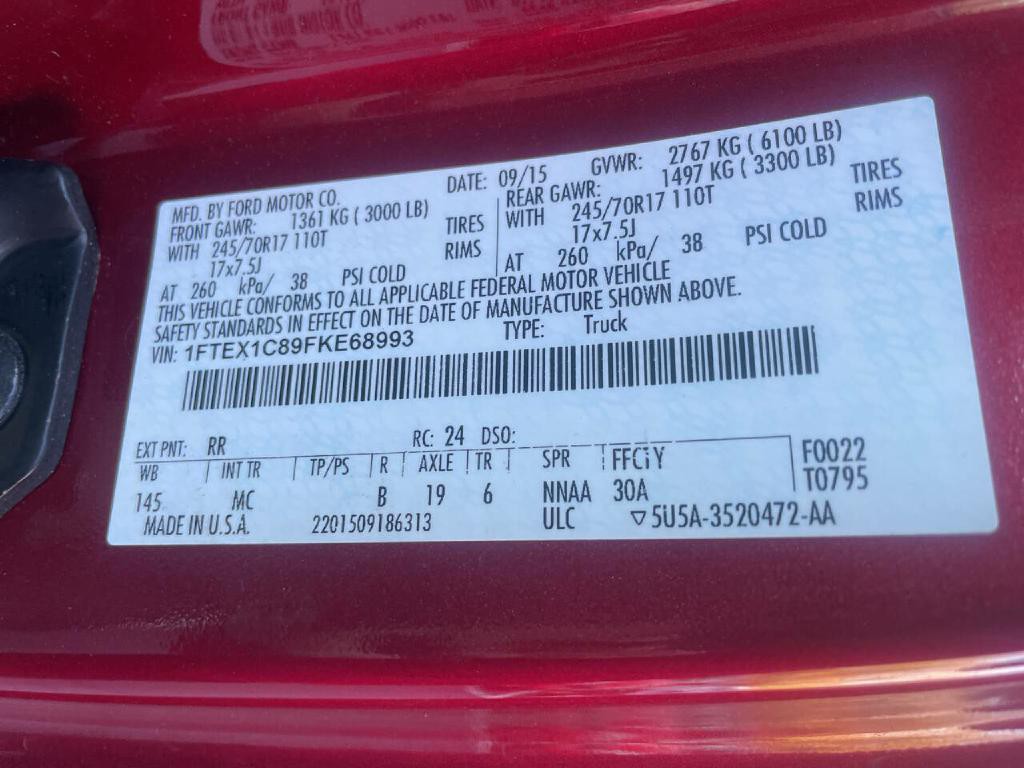 MFD. BY FORD MOTOR CO. DATE: 09/15 GVWR: 2767 KG ( 6100 LB)
FRONT GAWR: 1361 KG ( 3000 LB) REAR GAWR: 1497 KG ( 3300 LB)
WITH 245/70R17 110T TIRES WITH 245/70R17 110T TIRES
17x7.5J RIMS 17x7.5J RIMS
AT 260 kPa/ 38 PSI COLD AT 260 kPa/ 38 PSI COLD
THIS VEHICLE CONFORMS TO ALL APPLICABLE FEDERAL MOTOR VEHICLE
SAFETY STANDARDS IN EFFECT ON THE DATE OF MANUFACTURE SHOWN ABOVE.
VIN: 1FTEX1C89FKE68993 TYPE: Truck
EXT PNT: RR RC: 24 DSO:
WB INT TR TP/PS R AXLE TR SPR F0022
145 MC B 19 6 NNAA 30A T0795
MADE IN U.S.A. 2201509186313 ULC ▽5U5A-3520472-AA